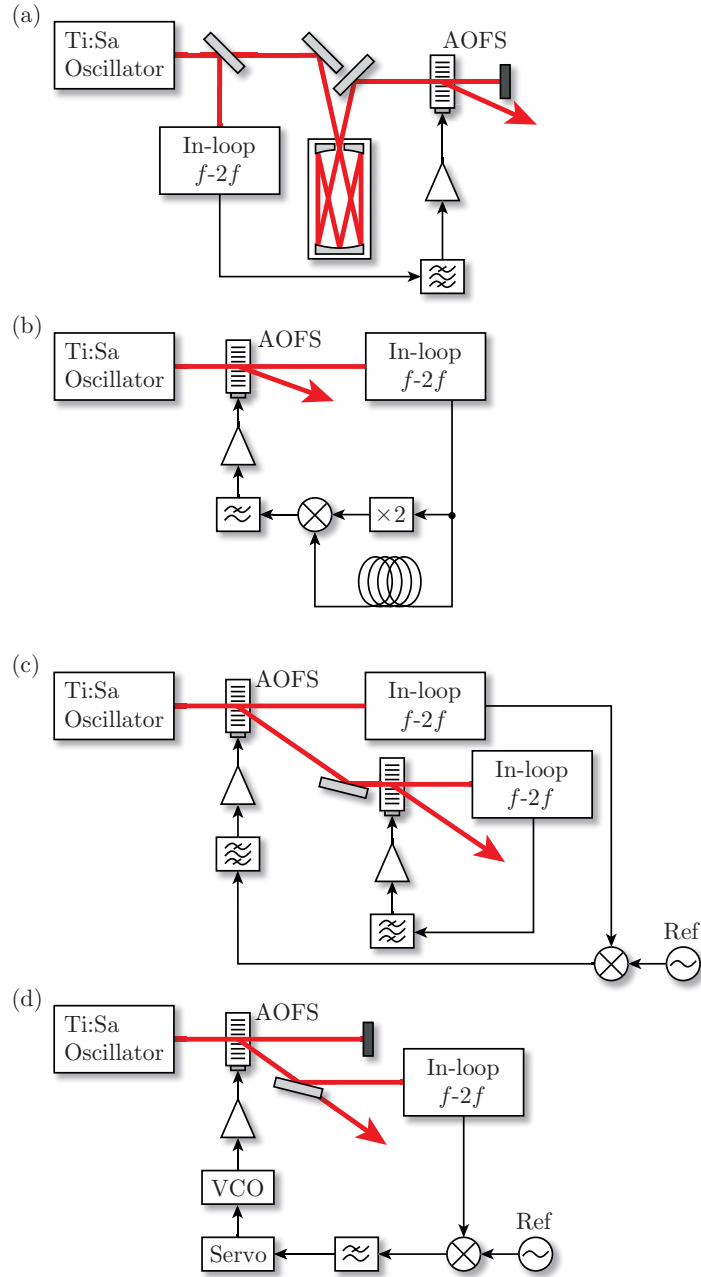 (a)
Ti:Sa
Oscillator
AOFS
In-loop
f-2f
(b)
Ti:Sa
Oscillator
AOFS
In-loop
f-2f
×2
(c)
Ti:Sa
Oscillator
AOFS
In-loop
f-2f
In-loop
f-2f
Ref
(d)
Ti:Sa
Oscillator
AOFS
In-loop
f-2f
VCO
Ref
Servo